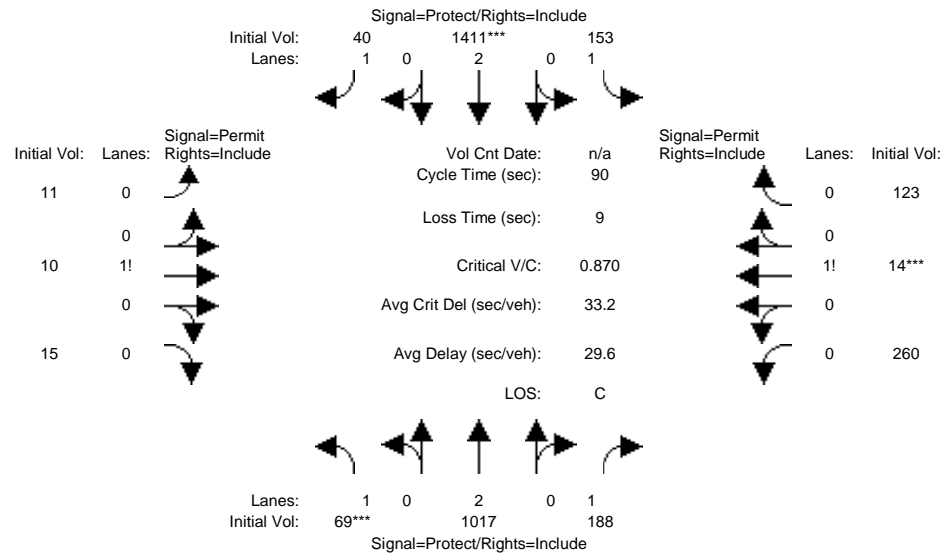 Signal=Protect/Rights=Include
Initial Vol: 40 1411*** 153
Lanes: 1 0 2 0 1
Signal=Permit Signal=Permit
Initial Vol: Lanes: Rights=Include Vol Cnt Date: n/a Rights=Include Lanes: Initial Vol:
Cycle Time (sec): 90
11 0 0 123
Loss Time (sec): 9
0 0
10 1! Critical V/C: 0.870 1! 14***
0 Avg Crit Del (sec/veh): 33.2 0
15 0 Avg Delay (sec/veh): 29.6 0 260
LOS: C
Lanes: 1 0 2 0 1
Initial Vol: 69*** 1017 188
Signal=Protect/Rights=Include